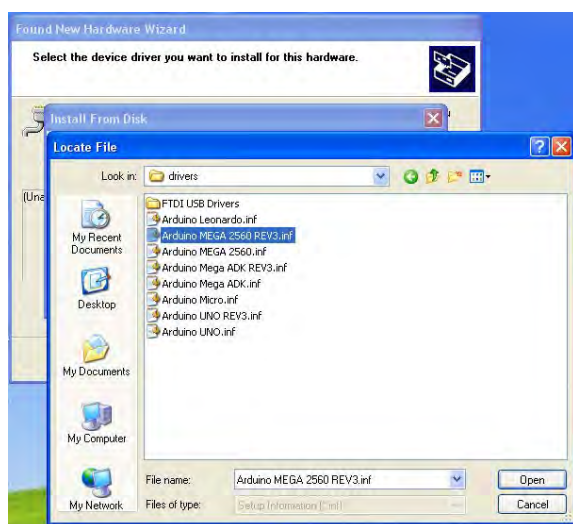 Found New Hardware Wizard
Select the device driver you want to install for this hardware.
Install From Disk
Locate File
Look in:
drivers
(Una
FTDI USB Drivers
Arduino Leonardo.inf
Arduino MEGA 2560 REV3.inf
Arduino MEGA 2560.inf
Arduino Mega ADK REV3.inf
Arduino Mega ADK.inf
Arduino Micro.inf
Arduino UNO REV3.inf
Arduino UNO.inf
My Recent
Documents
Desktop
My Documents
My Computer
My Network
File name:
Arduino MEGA 2560 REV3.inf
Open
Files of type:
Setup Information (*.inf)
Cancel